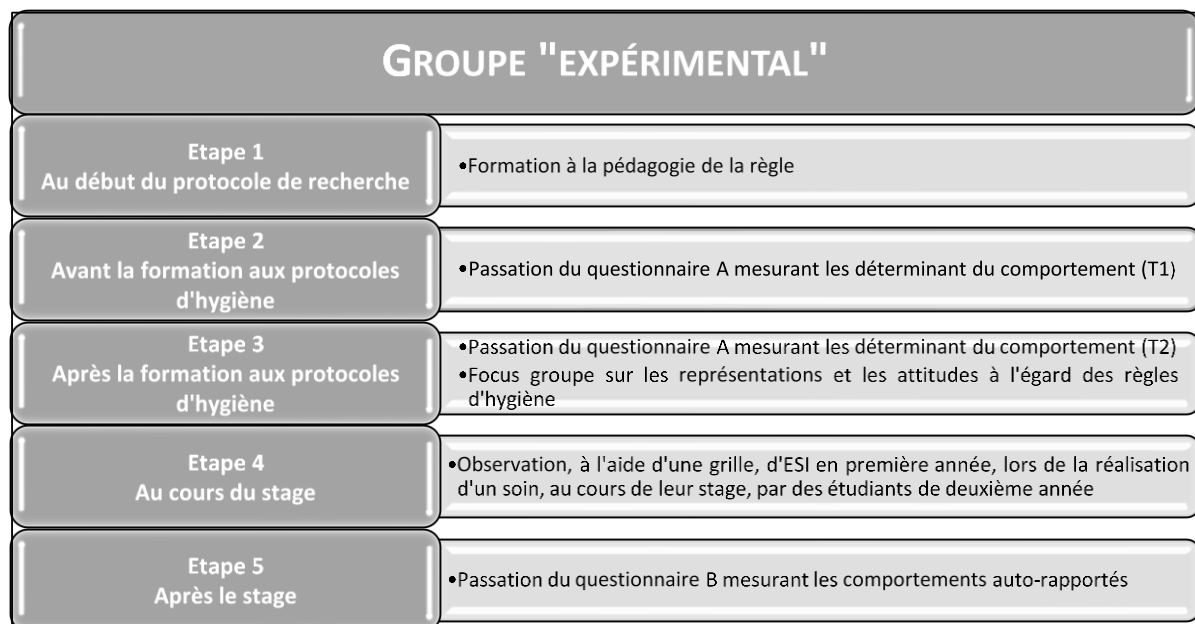 GROUPE "EXPÉRIMENTAL"
Etape 1
Au début du protocole de recherche
•Formation à la pédagogie de la règle
Etape 2
Avant la formation aux protocoles
d'hygiène
•Passation du questionnaire A mesurant les déterminant du comportement (T1)
Etape 3
Après la formation aux protocoles
d'hygiène
•Passation du questionnaire A mesurant les déterminant du comportement (T2)
•Focus groupe sur les représentations et les attitudes à l'égard des règles
d'hygiène
Etape 4
Au cours du stage
•Observation, à l'aide d'une grille, d'ESI en première année, lors de la réalisation
d'un soin, au cours de leur stage, par des étudiants de deuxième année
Etape 5
Après le stage
•Passation du questionnaire B mesurant les comportements auto-rapportés